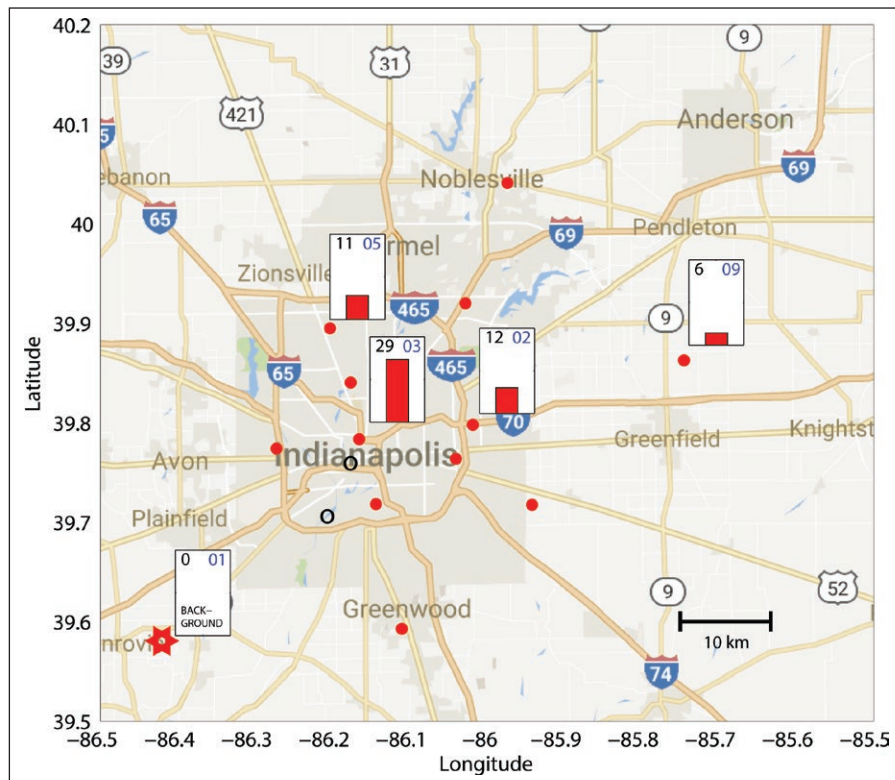 40.2
40.1
40
39.9
39.8
39.7
39.6
39.5
Latitude
39
31
9
421
5
Anderson
69
ebanon
Noblesville
65
69
Pendleton
11 05
rmel
6 09
Zionsville
465
9
29 03
12 02
65
465
70
Greenfield
Knightst
Indianapolis
Avon
O
Plainfield
O
0 01
BACK-
GROUND
9
52
Greenwood
nrovi
10 km
74
−86.5 −86.4 −86.3 −86.2 −86.1 −86 −85.9 −85.8 −85.7 −85.6 −85.5
Longitude